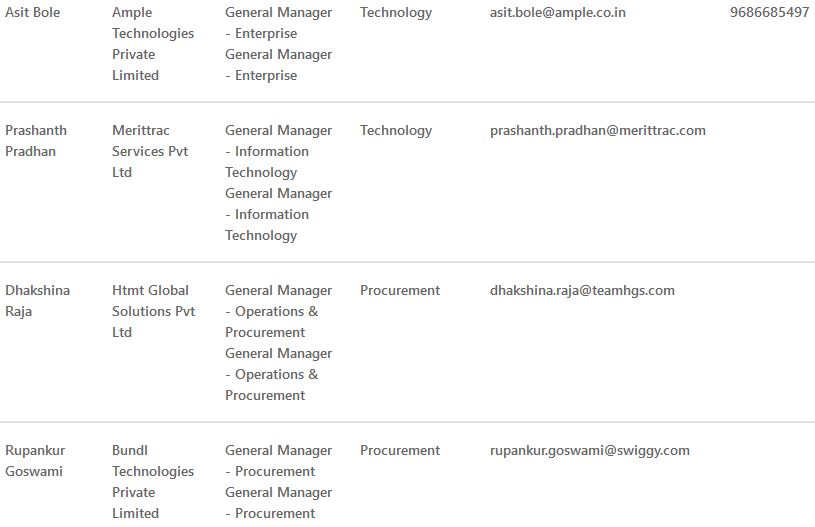 Asit Bole Ample General Manager Technology asit.bole@ample.co.in 9686685497
Technologies - Enterprise
Private General Manager
Limited - Enterprise
Prashanth Merittrac General Manager Technology prashanth.pradhan@merittrac.com
Pradhan Services Pvt - Information
Ltd Technology
General Manager
- Information
Technology
Dhakshina Htmt Global General Manager Procurement dhakshina.raja@teamhgs.com
Raja Solutions Pvt - Operations &
Ltd Procurement
General Manager
- Operations &
Procurement
Rupankur Bundl General Manager Procurement rupankur.goswami@swiggy.com
Goswami Technologies - Procurement
Private General Manager
Limited - Procurement